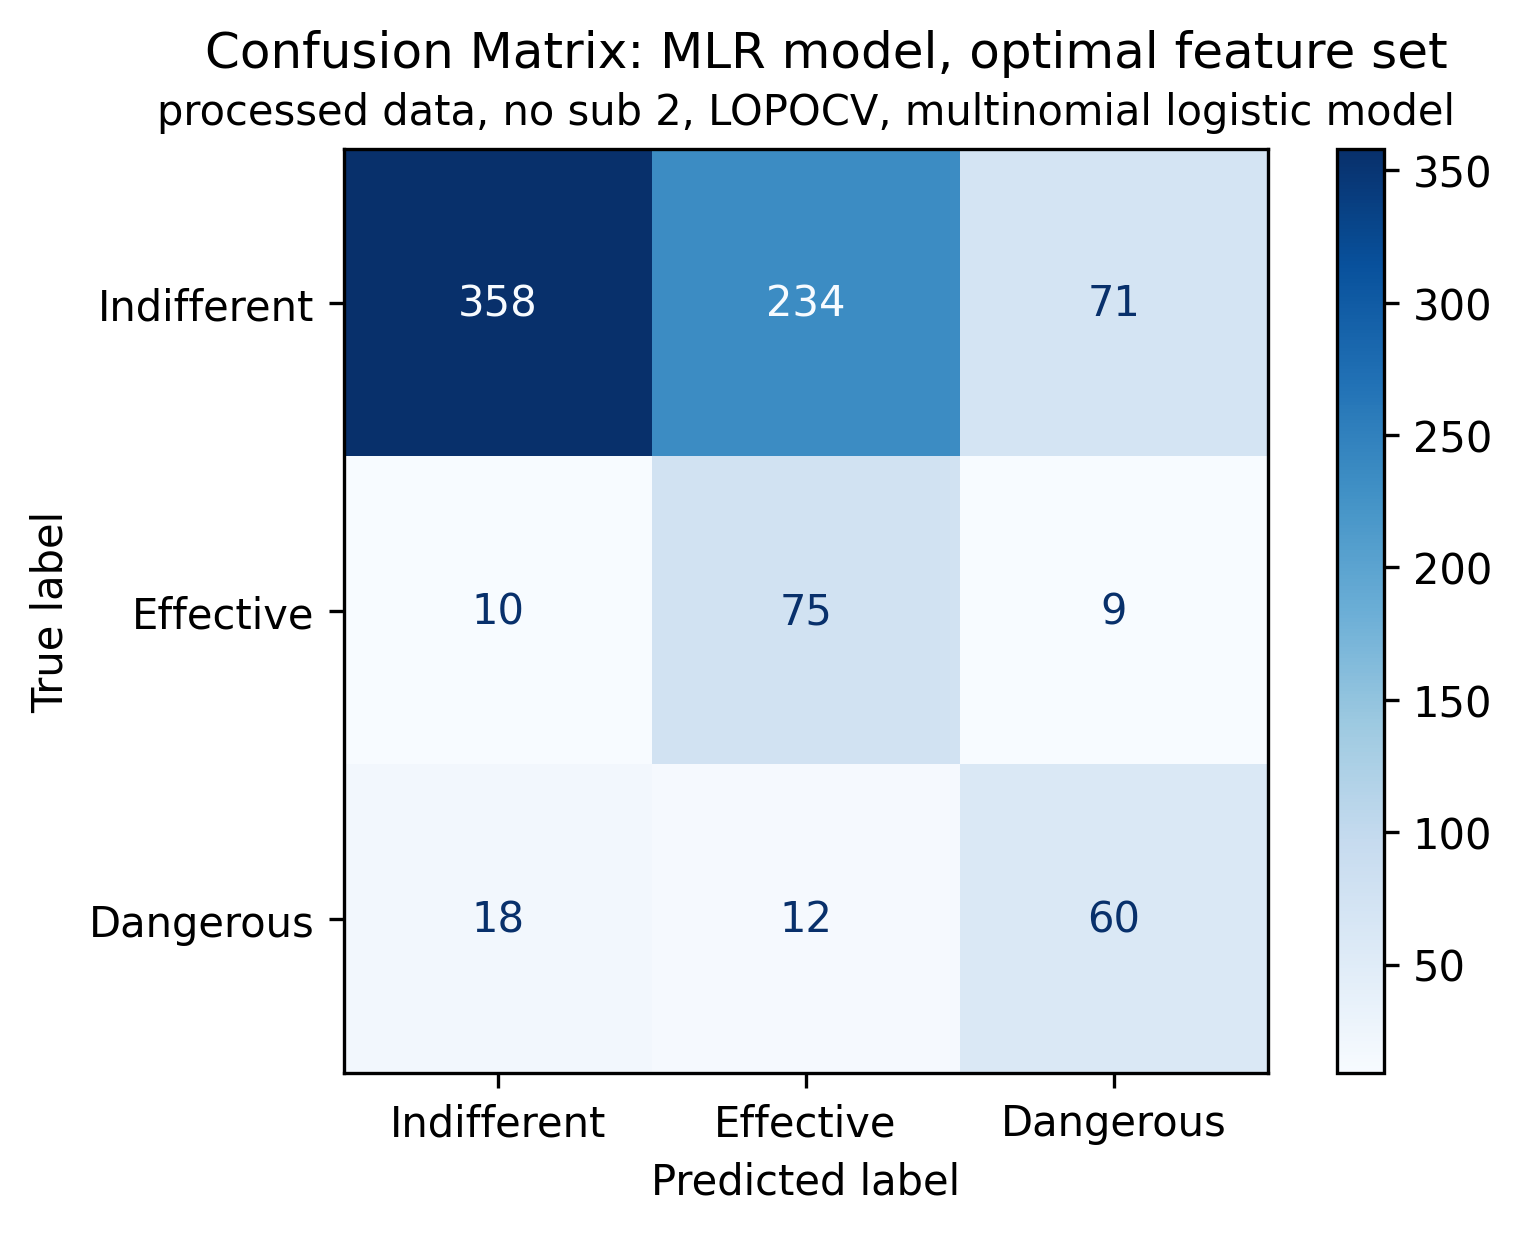 Confusion Matrix: MLR model, optimal feature set
processed data, no sub 2, LOPOCV, multinomial logistic model
True label
Indifferent
358
234
71
Effective
10
75
9
Dangerous
18
12
60
Indifferent
Effective
Dangerous
Predicted label
350
300
250
200
150
100
50